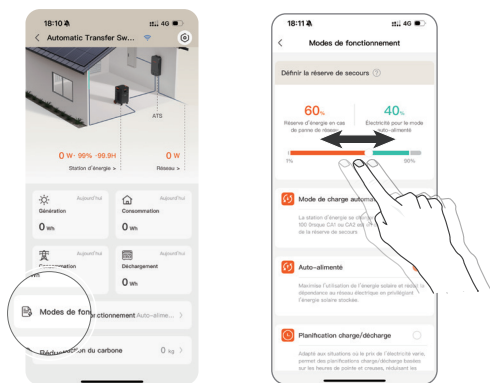 18:10
4G
Automatic Transfer Sw...
ATS
0 W · 99% · 99.9H
0 W
Station d'énergie >
Réseau >
Aujourd'hui
Génération
0 Wh
Aujourd'hui
Consommation
0 Wh
Aujourd'hui
Wh
Aujourd'hui
Déchargement
0 Wh
Modes de fon
ctionnement Auto-alime... >
du carbone
0 kg >
18:11
4G
Modes de fonctionnement
Définir la réserve de secours
60%
Réserve d'énergie en cas
de panne de réseau
40%
Électricité pour le mode
auto-alimenté
1%
90%
Mode de charge automa
La station d'énergie se charge
de la réserve de secours
Auto-alimenté
Maximise l'utilisation de l'énergie solaire et réduit la
dépendance au réseau électrique en privilégiant
l'énergie solaire stockée.
Planification charge/décharge
Adapté aux situations où le prix de l'électricité varie,
permet des planifications charge/décharge basées
sur les heures de pointe et creuses, réduisant les